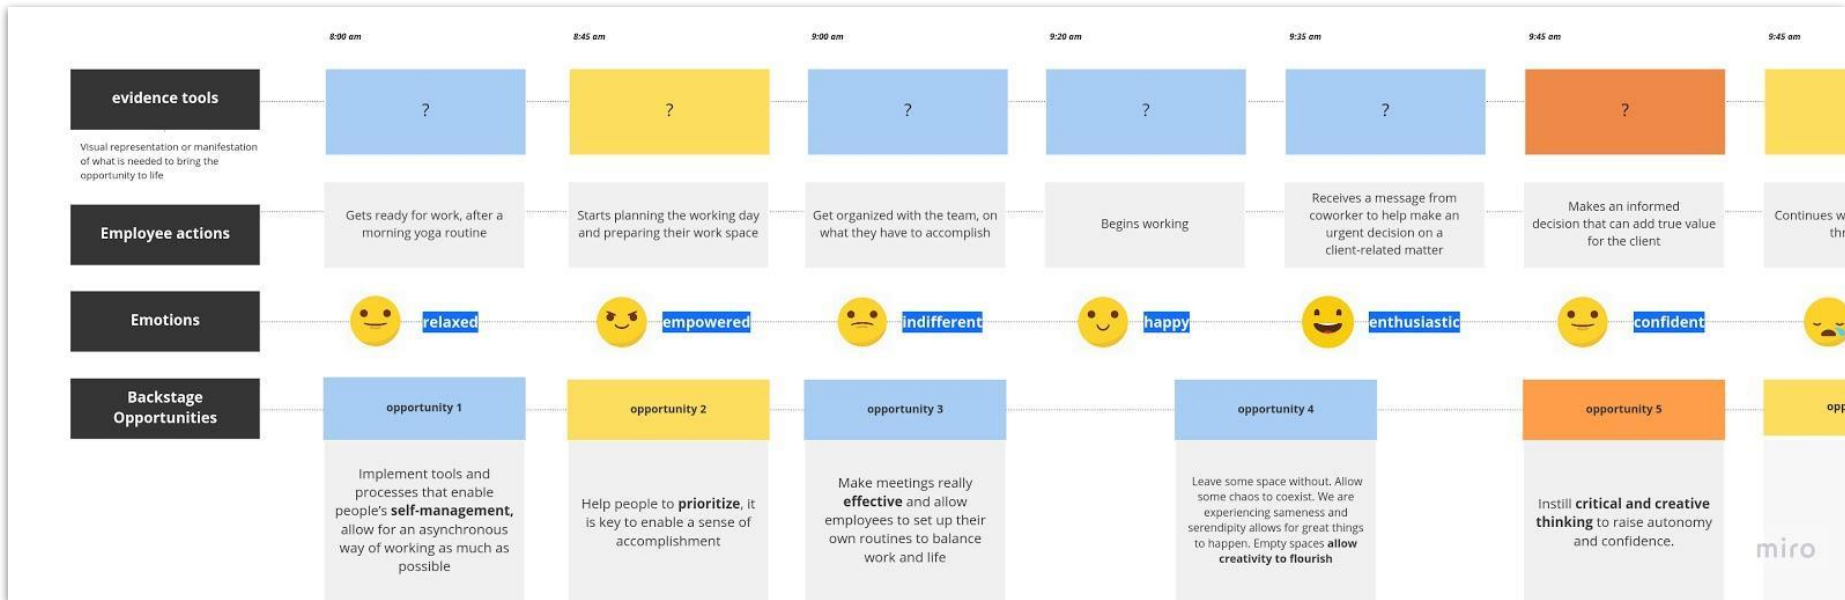 8:00 am
8:45 am
9:00 am
9:20 am
9:35 am
9:45 am
9:45 am
evidence tools
?
?
?
?
?
?
Visual representation or manifestation
of what is needed to bring the
opportunity to life
Employee actions
Gets ready for work, after a
morning yoga routine
Starts planning the working day
and preparing their work space
Get organized with the team, on
what they have to accomplish
Begins working
Receives a message from
coworker to help make an
urgent decision on a
client-related matter
Makes an informed
decision that can add true value
for the client
Continues w
thr
Emotions
relaxed
empowered
indifferent
happy
enthusiastic
confident
Backstage
Opportunities
opportunity 1
opportunity 2
opportunity 3
opportunity 4
opportunity 5
opp
Implement tools and
processes that enable
people's self-management,
allow for an asynchronous
way of working as much as
possible
Help people to prioritize, it
is key to enable a sense of
accomplishment
Make meetings really
effective and allow
employees to set up their
own routines to balance
work and life
Leave some space without. Allow
some chaos to coexist. We are
experiencing sameness and
serendipity allows for great things
to happen. Empty spaces allow
creativity to flourish
Instill critical and creative
thinking to raise autonomy
and confidence.
miro